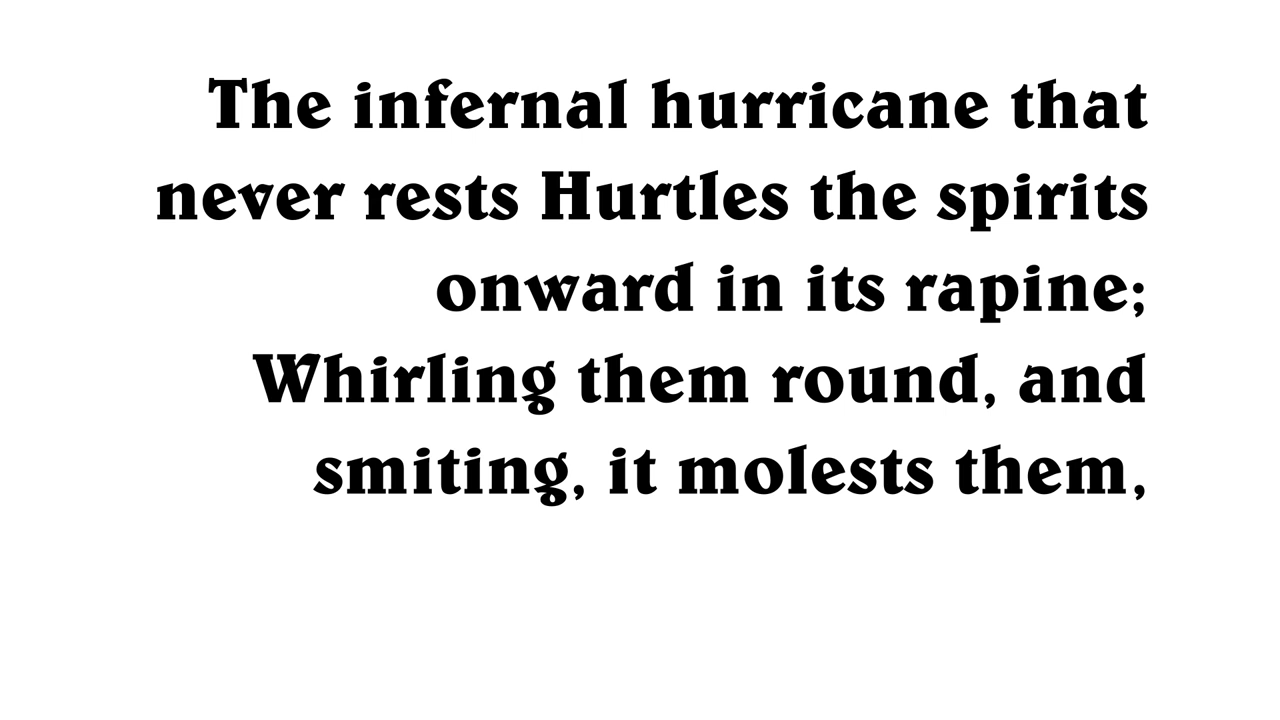 The infernal hurricane that
never rests Hurtles the spirits
onward in its rapine;
Whirling them round, and
smiting, it molests them,